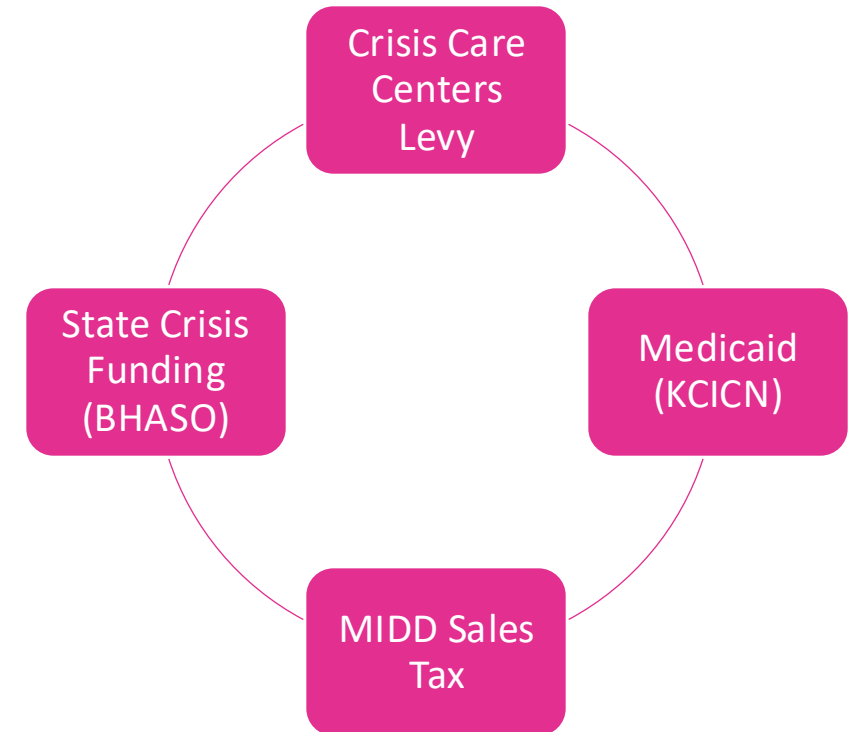 Crisis Care
Centers
Levy
State Crisis
Funding
(BHASO)
Medicaid
(KCICN)
MIDD Sales
Tax